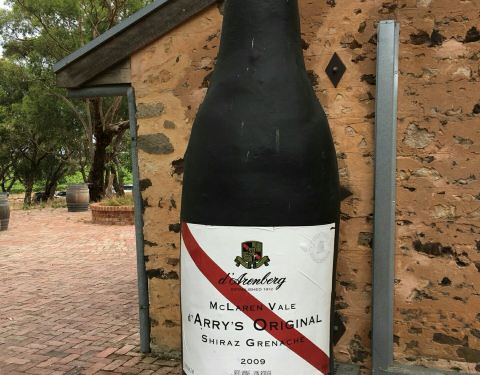 d'Arenberg
ESTABLISHED 1912
McLaren Vale
d'Arry's Original
Shiraz Grenache
2009